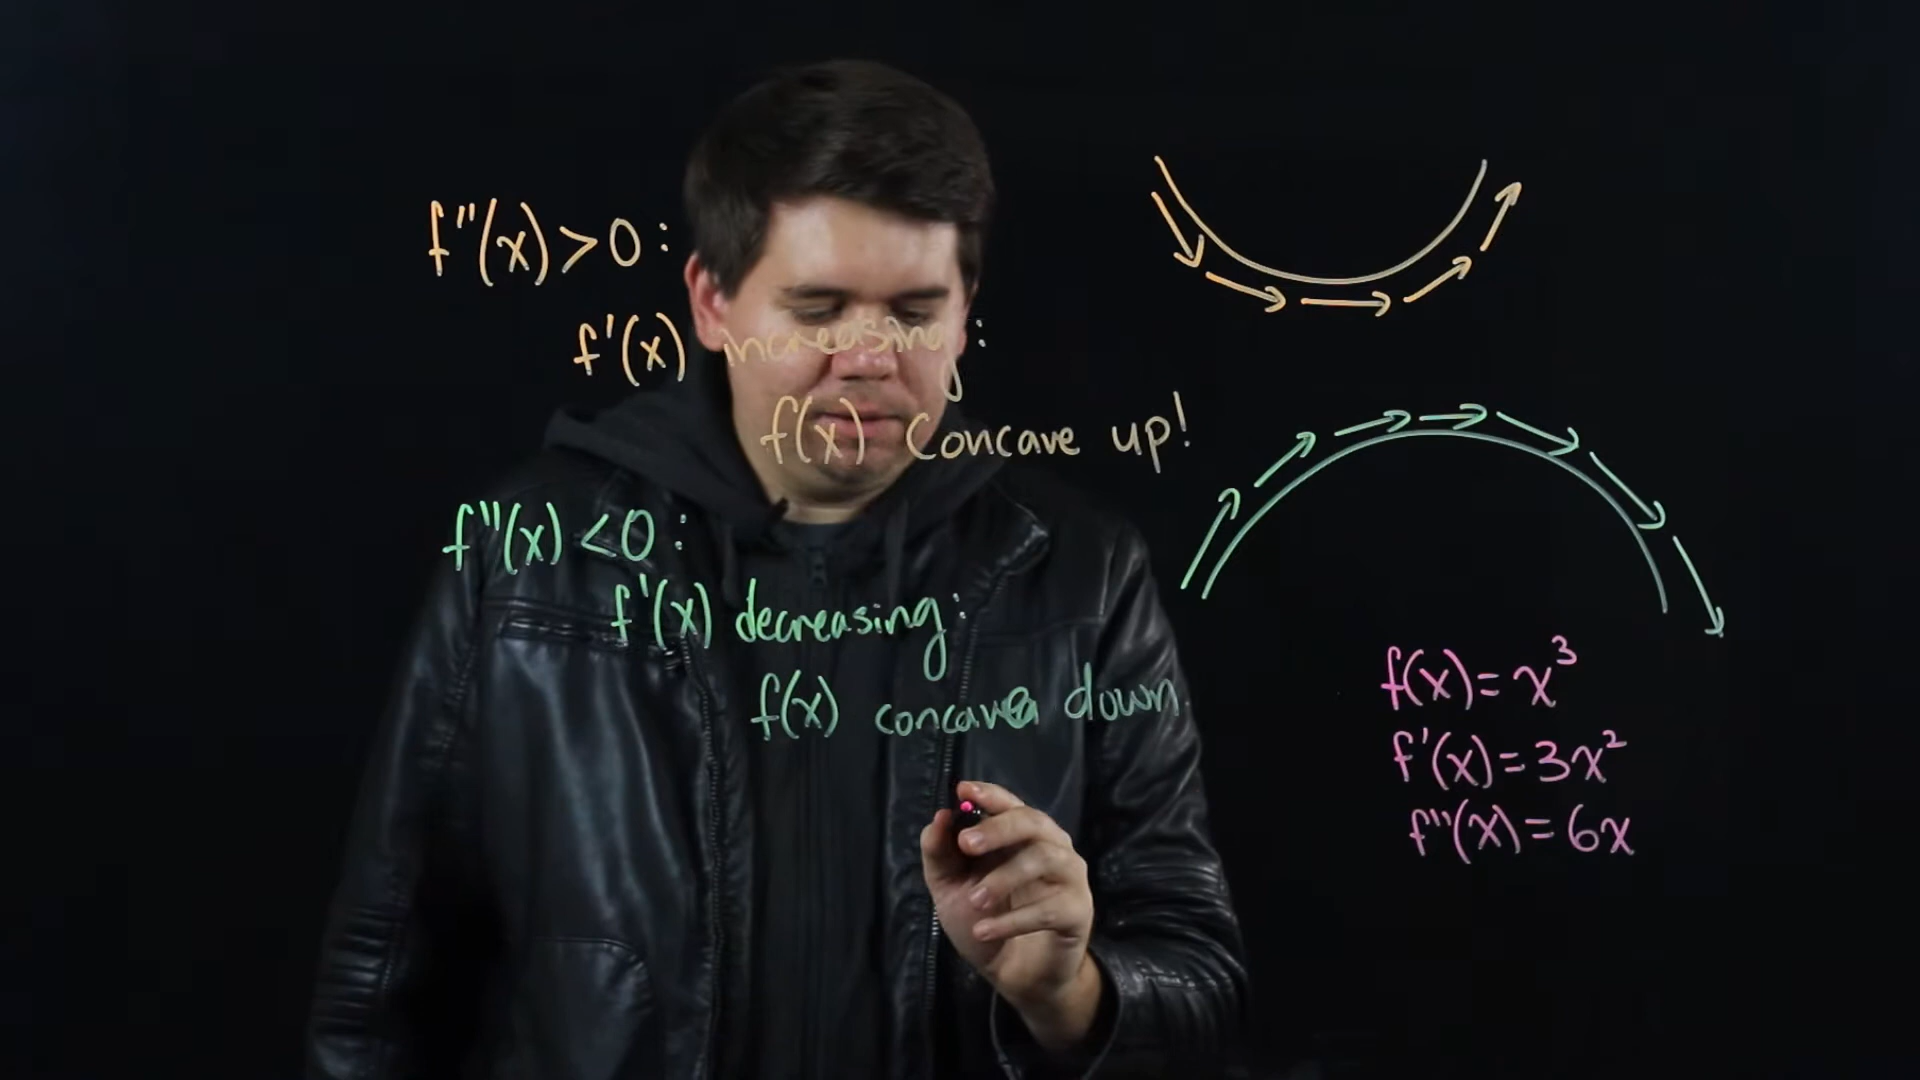 f''(x) > 0 :
f'(x) increasing :
f(x) concave up!
f''(x) < 0 :
f'(x) decreasing :
f(x) concave down.
f(x) = x³
f'(x) = 3x²
f''(x) = 6x